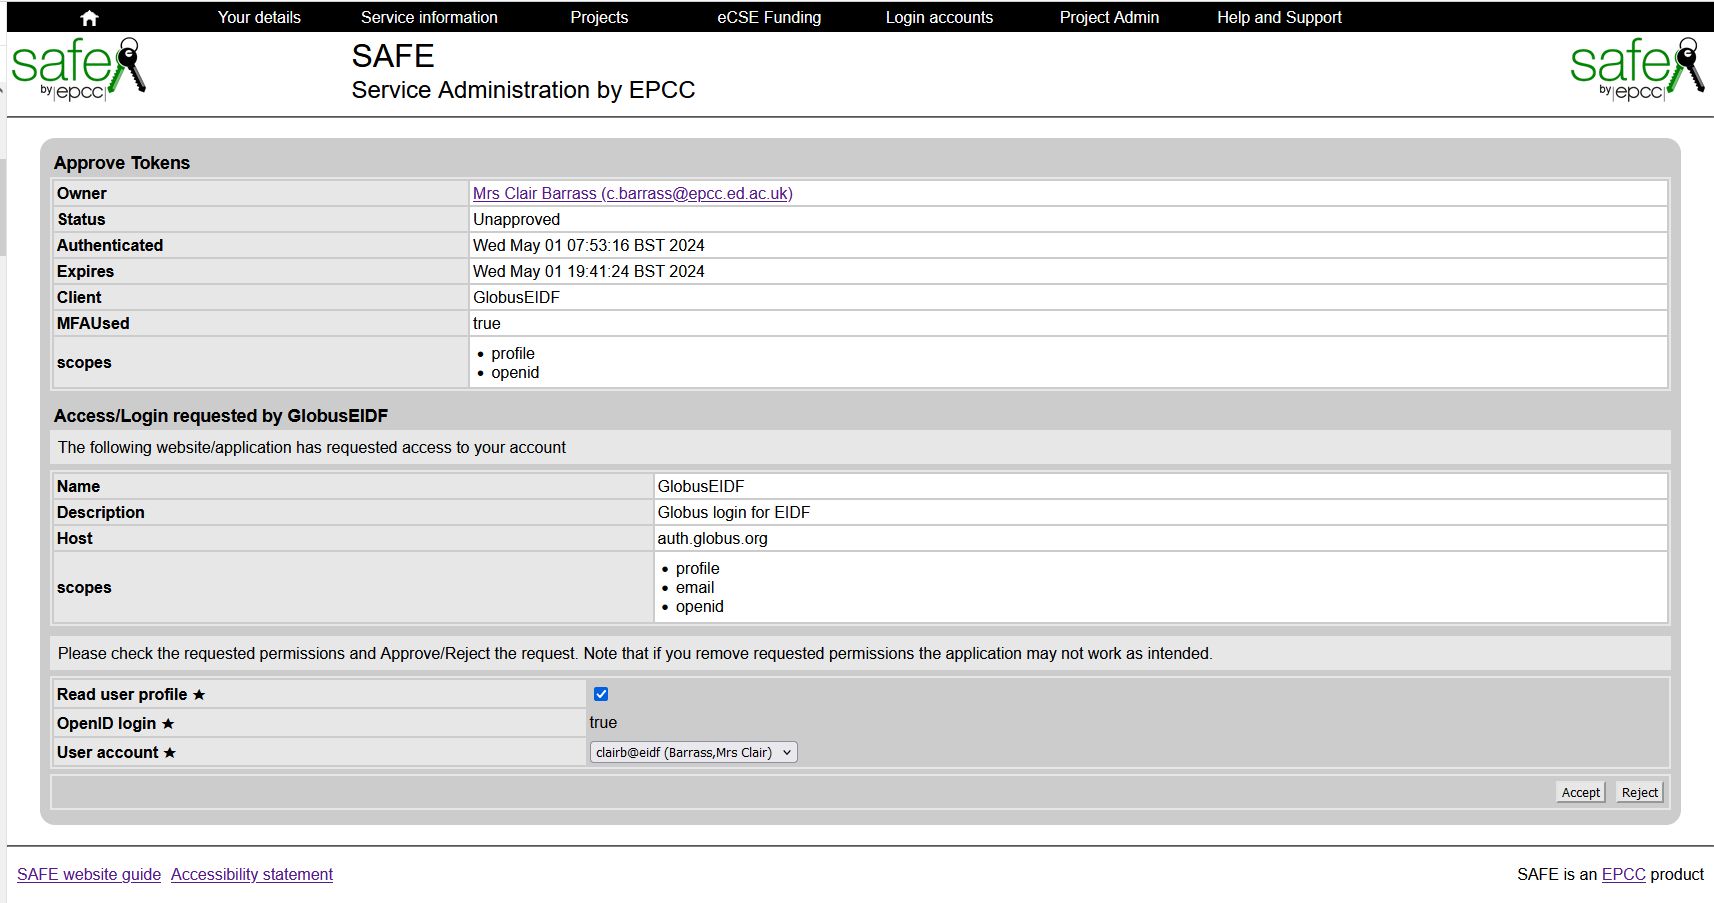 Your details Service information Projects eCSE Funding Login accounts Project Admin Help and Support
safe
by |epcc|
SAFE
Service Administration by EPCC
safe
by |epcc|
Approve Tokens
Owner Mrs Clair Barrass (c.barrass@epcc.ed.ac.uk)
Status Unapproved
Authenticated Wed May 01 07:53:16 BST 2024
Expires Wed May 01 19:41:24 BST 2024
Client GlobusEIDF
MFAUsed true
scopes
• profile
• openid
Access/Login requested by GlobusEIDF
The following website/application has requested access to your account
Name GlobusEIDF
Description Globus login for EIDF
Host auth.globus.org
scopes
• profile
• email
• openid
Please check the requested permissions and Approve/Reject the request. Note that if you remove requested permissions the application may not work as intended.
Read user profile ★
OpenID login ★ true
User account ★ clairb@eidf (Barrass,Mrs Clair)
Accept Reject
SAFE website guide Accessibility statement SAFE is an EPCC product